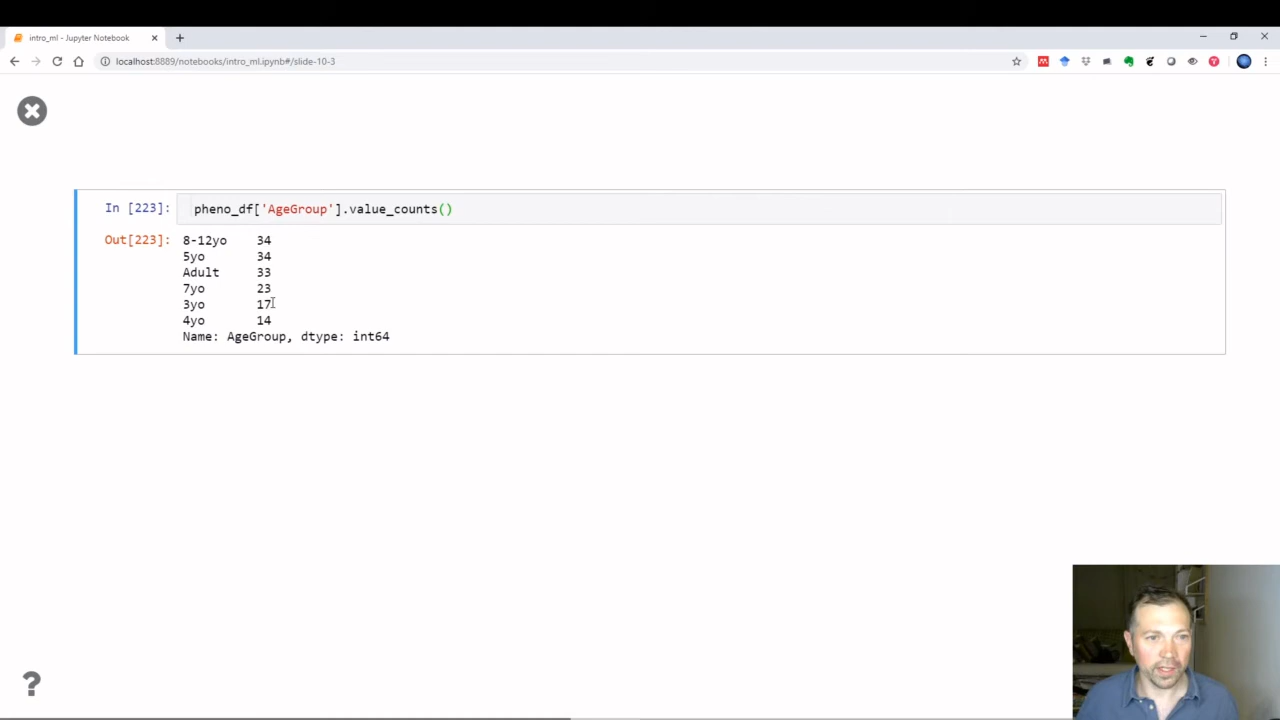 intro_ml - Jupyter Notebook
localhost:8889/notebooks/intro_ml.ipynb#/slide-10-3
In [223]: pheno_df['AgeGroup'].value_counts()
Out[223]: 8-12yo 34
5yo 34
Adult 33
7yo 23
3yo 17
4yo 14
Name: AgeGroup, dtype: int64
?